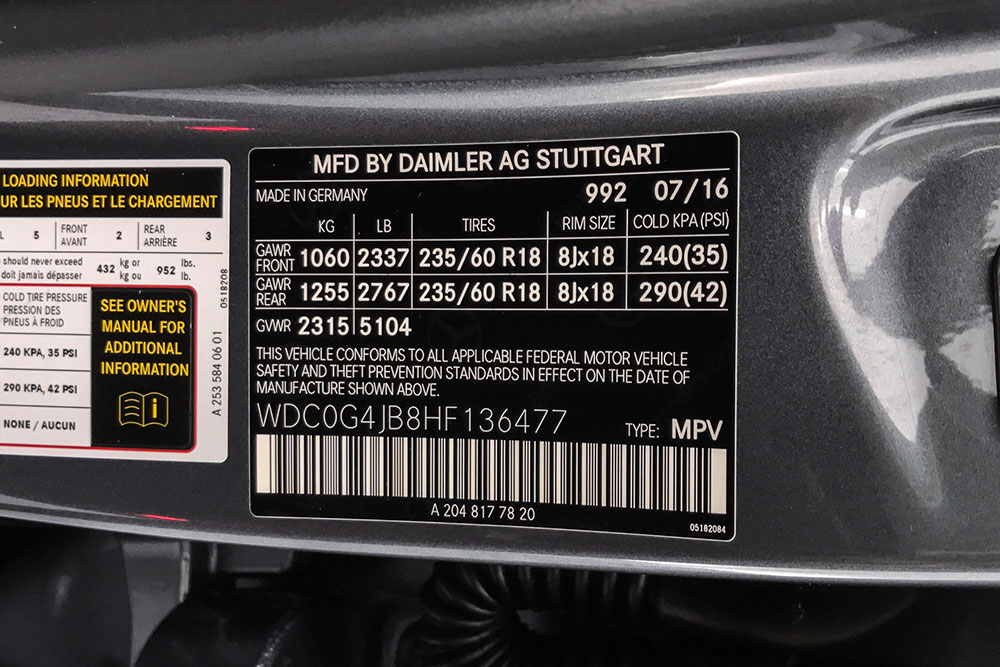 LOADING INFORMATION
UR LES PNEUS ET LE CHARGEMENT
L 5 FRONT AVANT 2 REAR ARRIÈRE 3
should never exceed
doit jamais dépasser
432 kg or kg ou 952 lbs. lb.
COLD TIRE PRESSURE
PRESSION DES
PNEUS À FROID
240 KPA, 35 PSI
290 KPA, 42 PSI
NONE / AUCUN
SEE OWNER'S
MANUAL FOR
ADDITIONAL
INFORMATION
i
0518208
A 253 584 06 01
MFD BY DAIMLER AG STUTTGART
MADE IN GERMANY 992 07/16
KG LB TIRES RIM SIZE COLD KPA(PSI)
GAWR FRONT 1060 2337 235/60 R18 8Jx18 240(35)
GAWR REAR 1255 2767 235/60 R18 8Jx18 290(42)
GVWR 2315 5104
THIS VEHICLE CONFORMS TO ALL APPLICABLE FEDERAL MOTOR VEHICLE
SAFETY AND THEFT PREVENTION STANDARDS IN EFFECT ON THE DATE OF
MANUFACTURE SHOWN ABOVE.
WDC0G4JB8HF136477 TYPE: MPV
A 204 817 78 20
05182084